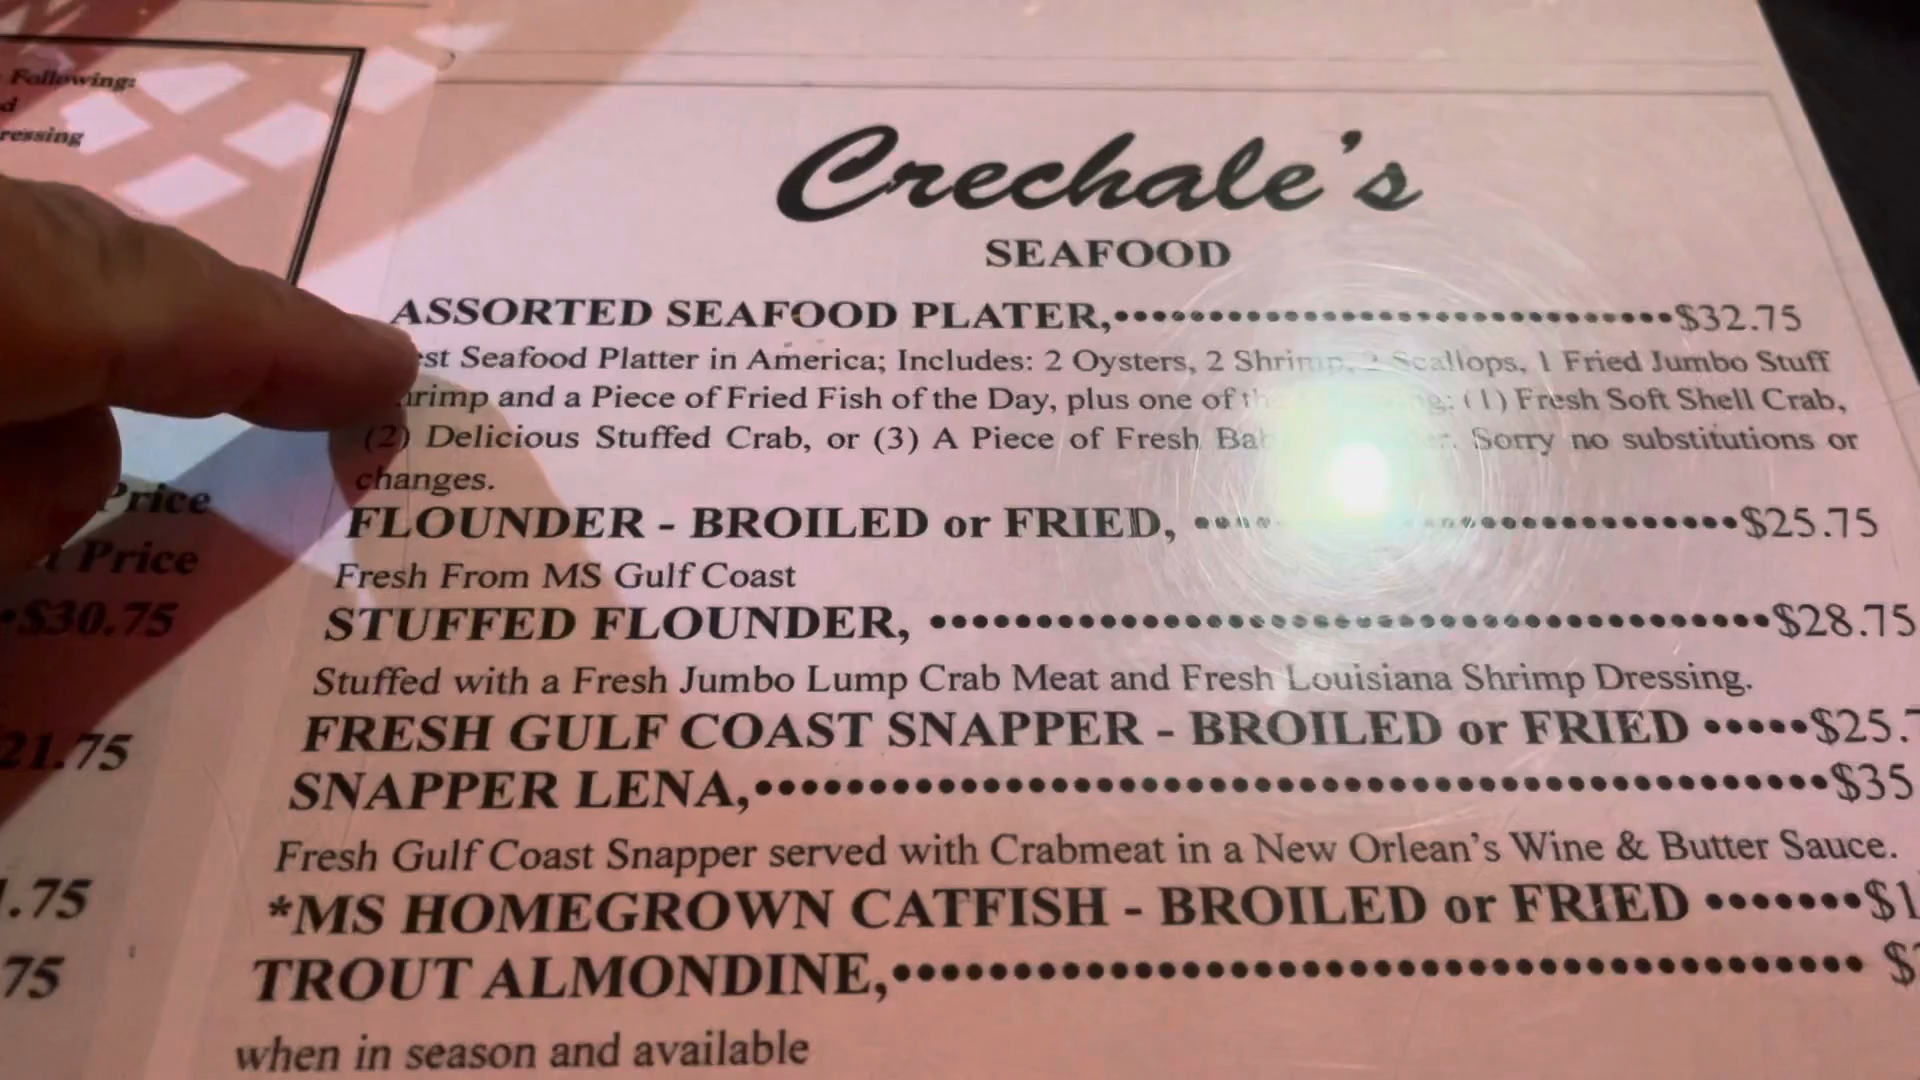 Following:
Crechale's
SEAFOOD
ASSORTED SEAFOOD PLATER, $32.75
Seafood Platter in America; Includes: 2 Oysters, 2 Shrimp, Scallops, 1 Fried Jumbo Stuff
and a Piece of Fried Fish of the Day, plus one of (1) Fresh Soft Shell Crab,
(2) Delicious Stuffed Crab, or (3) A Piece of Fresh Sorry no substitutions or
changes.
FLOUNDER - BROILED or FRIED, $25.75
Fresh From MS Gulf Coast
STUFFED FLOUNDER, $28.75
Stuffed with a Fresh Jumbo Lump Crab Meat and Fresh Louisiana Shrimp Dressing.
FRESH GULF COAST SNAPPER - BROILED or FRIED
SNAPPER LENA, $35
Fresh Gulf Coast Snapper served with Crabmeat in a New Orlean's Wine & Butter Sauce.
*MS HOMEGROWN CATFISH - BROILED or FRIED
TROUT ALMONDINE,
when in season and available
Price
Price
$30.75
21.75
.75
75